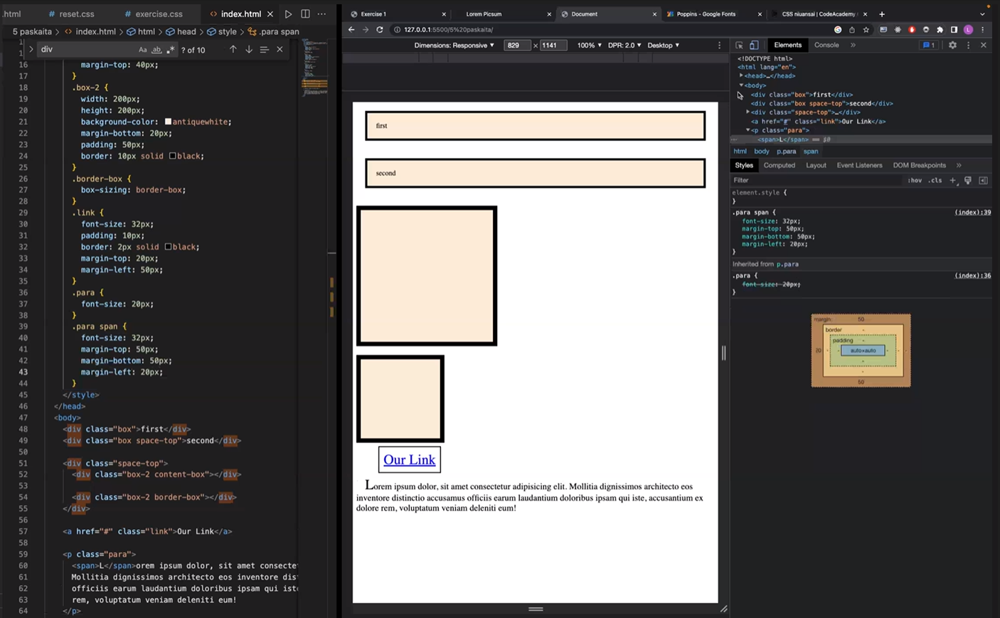 .html
reset.css
exercise.css
index.html
5 paskaita > index.html > html > head > style > .para span
div
Aa ab .*
? of 10
16 margin-top: 40px;
17 }
18 .box-2 {
19 width: 200px;
20 height: 200px;
21 background-color: antiquewhite;
22 margin-bottom: 20px;
23 padding: 50px;
24 border: 10px solid black;
25 }
26 .border-box {
27 box-sizing: border-box;
28 }
29 .link {
30 font-size: 32px;
31 padding: 10px;
32 border: 2px solid black;
33 margin-top: 20px;
34 margin-left: 50px;
35 }
36 .para {
37 font-size: 20px;
38 }
39 .para span {
40 font-size: 32px;
41 margin-top: 50px;
42 margin-bottom: 50px;
43 margin-left: 20px;
44 }
45 </style>
46 </head>
47 <body>
48 <div class="box">first</div>
49 <div class="box space-top">second</div>
50
51 <div class="space-top">
52 <div class="box-2 content-box"></div>
53
54 <div class="box-2 border-box"></div>
55 </div>
56
57 <a href="#" class="link">Our Link</a>
58
59 <p class="para">
60 <span>L</span>orem ipsum dolor, sit amet consecte
61 Mollitia dignissimos architecto eos inventore dis
62 officiis earum laudantium doloribus ipsam qui ist
63 rem, voluptatum veniam deleniti eum!
64 </p>
Exercise 1
Lorem Picsum
Document
Poppins - Google Fonts
CSS niuansai | CodeAcademy
127.0.0.1:5500/5%20paskaita/
Dimensions: Responsive 829 x 1141 100% DPR: 2.0 Desktop
first
second
Our Link
Lorem ipsum dolor, sit amet consectetur adipisicing elit. Mollitia dignissimos architecto eos
inventore distinctio accusamus officiis earum laudantium doloribus ipsam qui iste, accusantium ex
dolore rem, voluptatum veniam deleniti eum!
Elements Console » 1
<!DOCTYPE html>
<html lang="en">
<head>…</head>
<body>
<div class="box">first</div>
<div class="box space-top">second</div>
<div class="space-top">…</div>
<a href="#" class="link">Our Link</a>
<p class="para">
<span>L</span> == $0
html body p.para span
Styles Computed Layout Event Listeners DOM Breakpoints »
Filter :hov .cls +
element.style {
}
.para span { (index):39
font-size: 32px;
margin-top: 50px;
margin-bottom: 50px;
margin-left: 20px;
}
Inherited from p.para
.para { (index):36
font-size: 20px;
}
margin 50
border -
padding -
20 - - auto×auto - - -
-
-
50